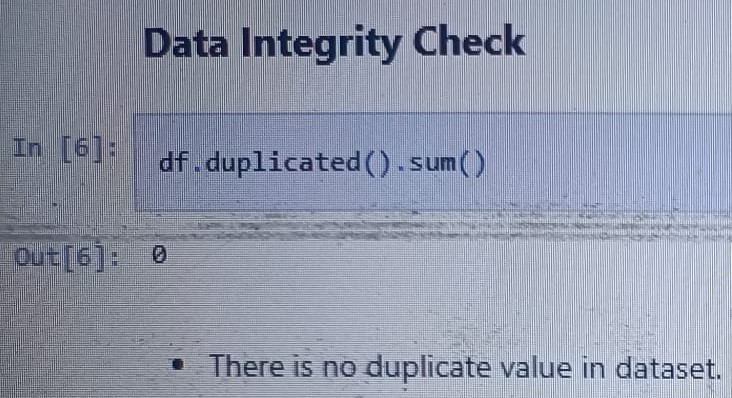 Data Integrity Check
In [6]:
df.duplicated().sum()
Out[6]: 0
• There is no duplicate value in dataset.